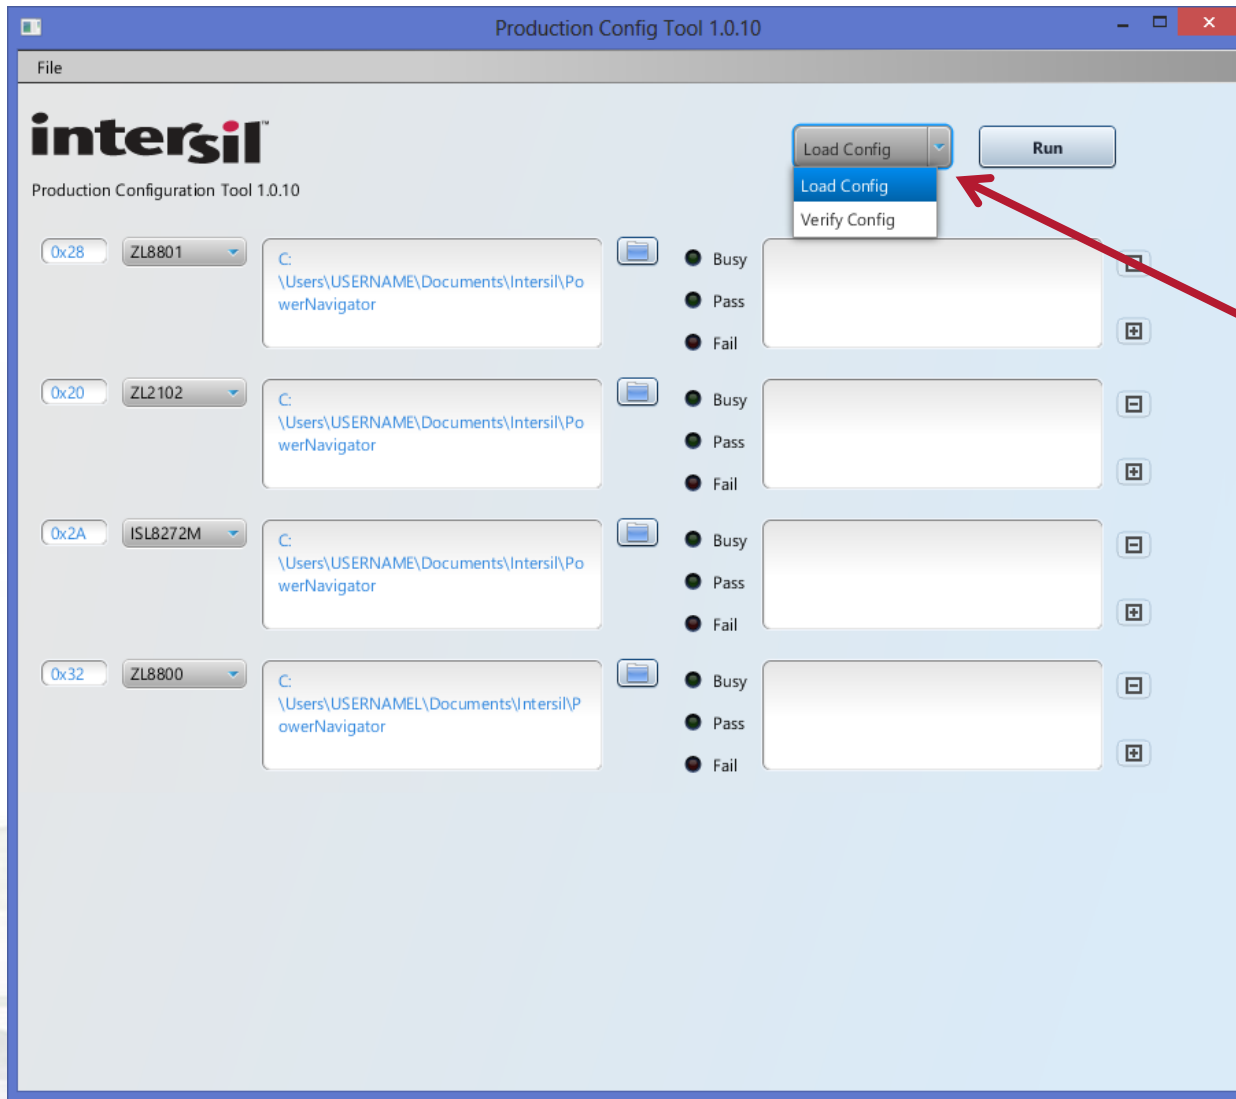 Production Config Tool 1.0.10
File
intersil™
Load Config
Run
Production Configuration Tool 1.0.10
Load Config
Verify Config
0x28
ZL8801
C:
\Users\USERNAME\Documents\Intersil\Po
werNavigator
Busy
Pass
Fail
0x20
ZL2102
C:
\Users\USERNAME\Documents\Intersil\Po
werNavigator
Busy
Pass
Fail
0x2A
ISL8272M
C:
\Users\USERNAME\Documents\Intersil\Po
werNavigator
Busy
Pass
Fail
0x32
ZL8800
C:
\Users\USERNAMEL\Documents\Intersil\P
owerNavigator
Busy
Pass
Fail